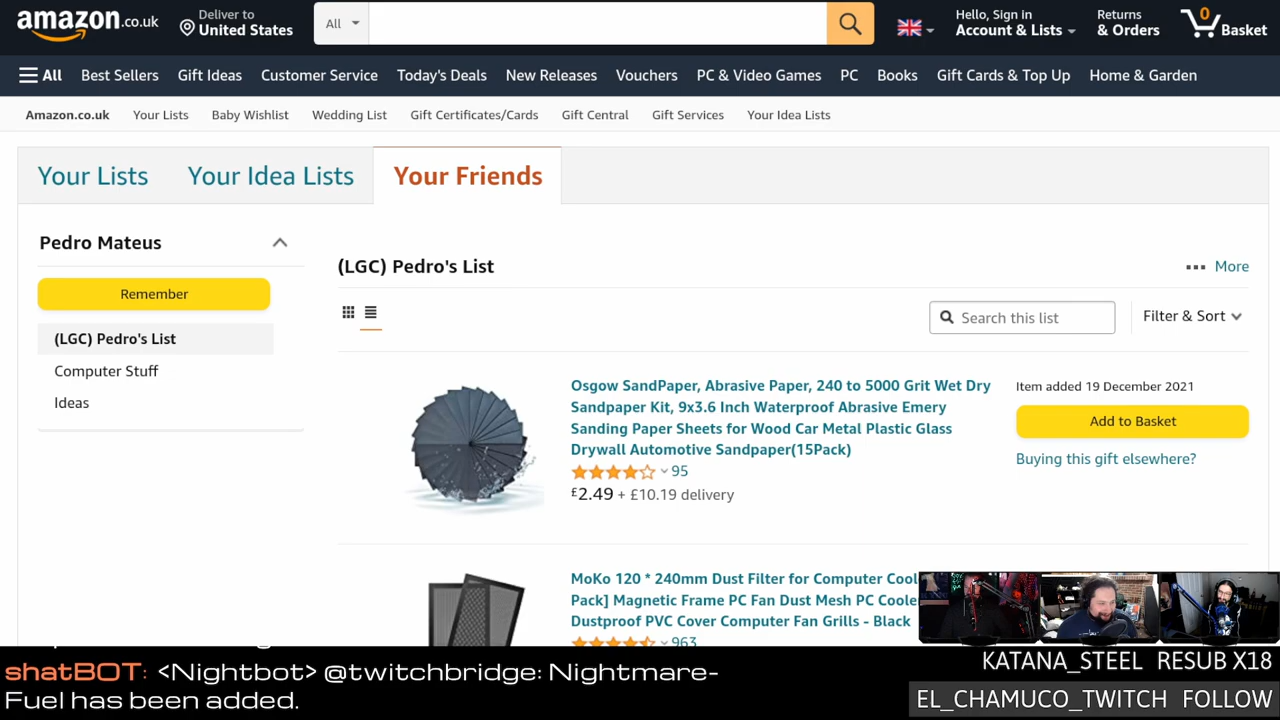 amazon.co.uk
Deliver to
United States
All
Hello, Sign in
Account & Lists
Returns
& Orders
0
Basket
All
Best Sellers
Gift Ideas
Customer Service
Today's Deals
New Releases
Vouchers
PC & Video Games
PC
Books
Gift Cards & Top Up
Home & Garden
Amazon.co.uk
Your Lists
Baby Wishlist
Wedding List
Gift Certificates/Cards
Gift Central
Gift Services
Your Idea Lists
Your Lists
Your Idea Lists
Your Friends
Pedro Mateus
Remember
(LGC) Pedro's List
Computer Stuff
Ideas
(LGC) Pedro's List
More
Search this list
Filter & Sort
Osgow SandPaper, Abrasive Paper, 240 to 5000 Grit Wet Dry
Sandpaper Kit, 9x3.6 Inch Waterproof Abrasive Emery
Sanding Paper Sheets for Wood Car Metal Plastic Glass
Drywall Automotive Sandpaper(15Pack)
95
£2.49 + £10.19 delivery
Item added 19 December 2021
Add to Basket
Buying this gift elsewhere?
MoKo 120 * 240mm Dust Filter for Computer Cool
Pack] Magnetic Frame PC Fan Dust Mesh PC Coole
Dustproof PVC Cover Computer Fan Grills - Black
963
shatBOT: <Nightbot> @twitchbridge: Nightmare-
Fuel has been added.
KATANA_STEEL RESUB X18
EL_CHAMUCO_TWITCH FOLLOW